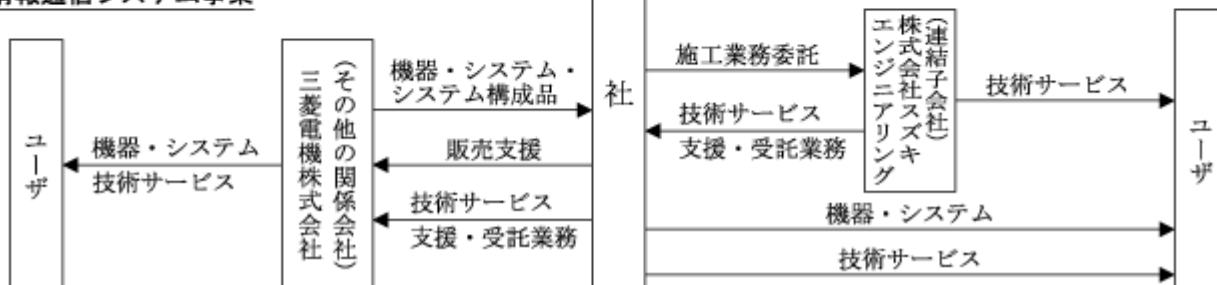 情報通信システム事業
ユーザ
機器・システム
技術サービス
(その他の関係会社)
三菱電機株式会社
機器・システム・
システム構成品
販売支援
技術サービス
支援・受託業務
社
施工業務委託
技術サービス
支援・受託業務
(連結子会社)
株式会社スズキ
エンジニアリング
技術サービス
機器・システム
技術サービス
ユーザ